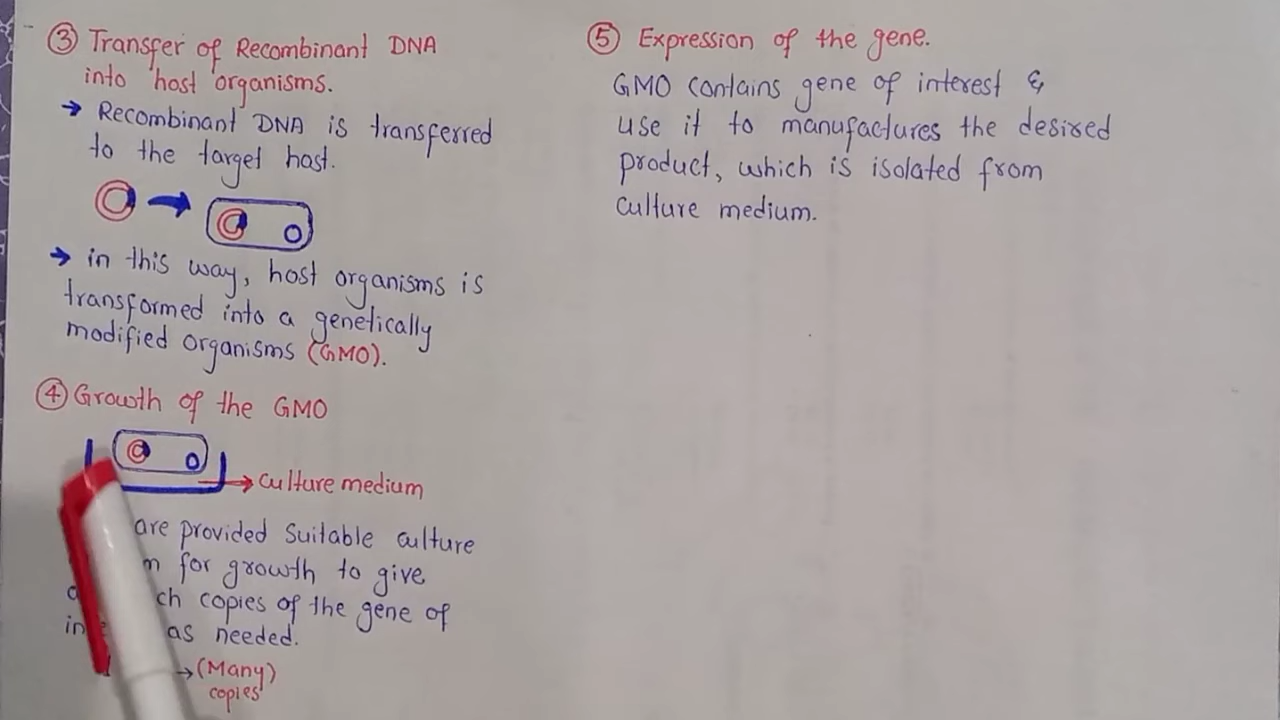 ③ Transfer of Recombinant DNA
into host organisms.
→ Recombinant DNA is transferred
to the target host.
→ in this way, host organisms is
transformed into a genetically
modified organisms (GMO).
④ Growth of the GMO
→ Culture medium
are provided suitable culture
for growth to give
copies of the gene of
as needed.
→ (Many)
copies
⑤ Expression of the gene.
GMO contains gene of interest &
use it to manufactures the desired
product, which is isolated from
culture medium.